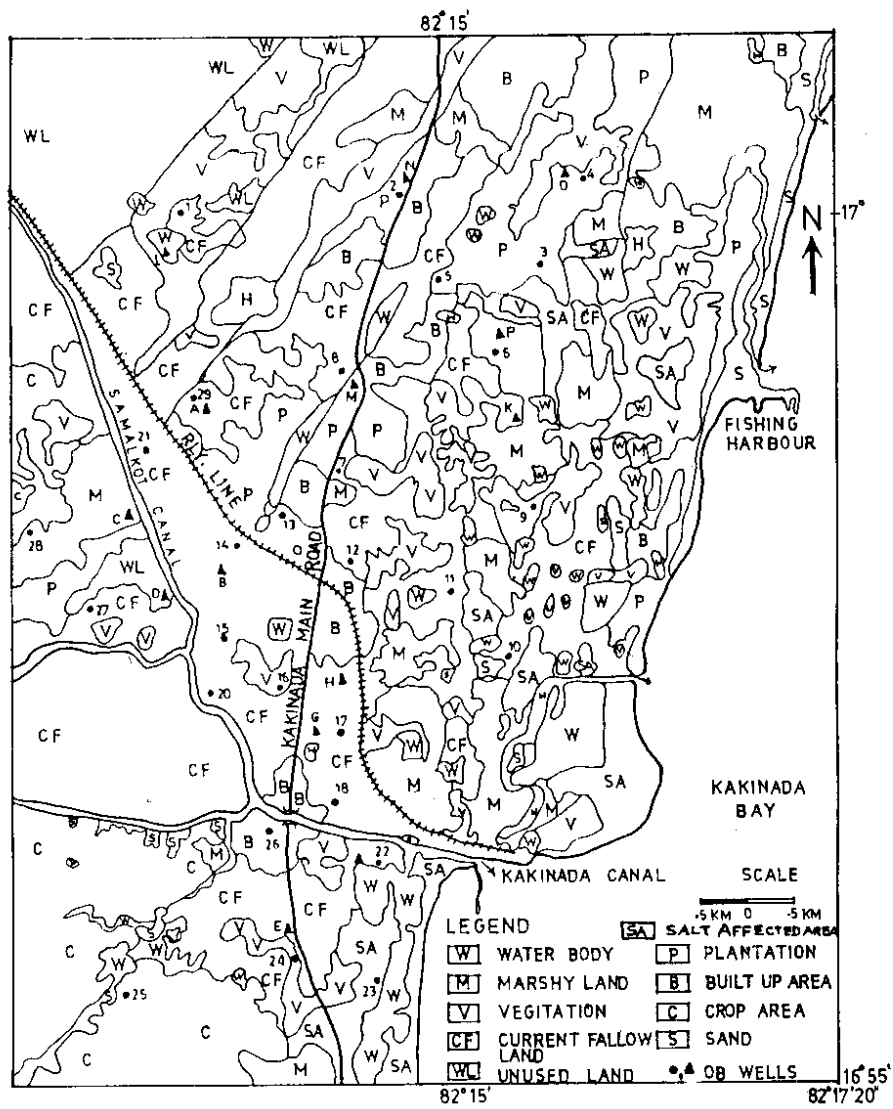 82° 15'
WL
W
WL
V
V
B
P
B
S
WL
M
M
M
V
CF
V
V
N
2
P
B
O
4
S
17°
N
W
1
WL
W
CF
L
S
CF
CF
H
B
CF
5
P
3
W
W
M
SA
W
H
B
W
P
S
CF
V
CF
8
W
B
M
B
CF
V
P
6
SA
CF
W
V
M
SA
S
V
C
V
21
29
A
CF
P
W
P
P
V
K
W
M
FISHING
HARBOUR
SAMALKOT CANAL
RLY. LINE
KAKINADA MAIN ROAD
CF
M
C
28
WL
P
CF
27
D
V
V
P
B
13
14
B
15
7
M
V
CF
12
B
B
V
W
11
M
SA
9
V
CF
S
B
W
P
10
W
S
SA
W
SA
W
V
16
20
CF
H
G
17
CF
18
M
V
W
CF
W
M
S
W
SA
M
V
W
KAKINADA
BAY
CF
CF
B
B
B
26
V
22
W
W
SA
KAKINADA CANAL
C
S
S
S
M
C
CF
C
W
S
W
W
V
V
E
CF
24
CF
V
V
SA
SA
23
W
W
SA
M
S
25
C
C
SCALE
.5 KM 0 .5 KM
LEGEND
SA SALT AFFECTED AREA
W WATER BODY
P PLANTATION
M MARSHY LAND
B BUILT UP AREA
V VEGITATION
C CROP AREA
CF CURRENT FALLOW LAND
S SAND
WL UNUSED LAND
OB WELLS
82° 15'
16° 55'
82° 17' 20"